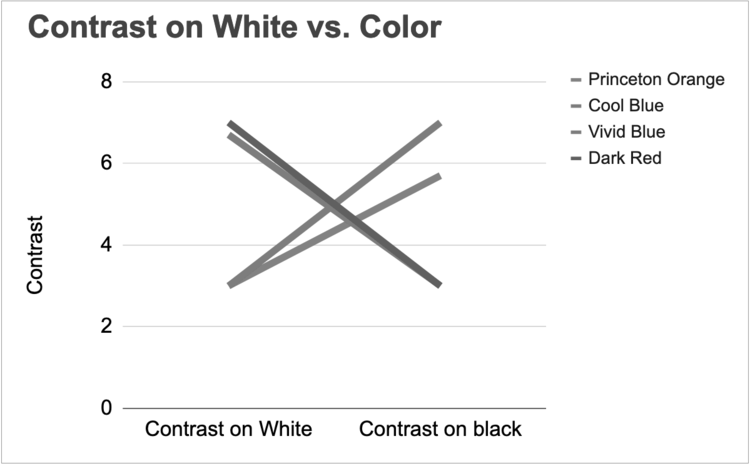 Contrast on White vs. Color
8
6
4
2
0
Contrast
Contrast on White
Contrast on black
Princeton Orange
Cool Blue
Vivid Blue
Dark Red